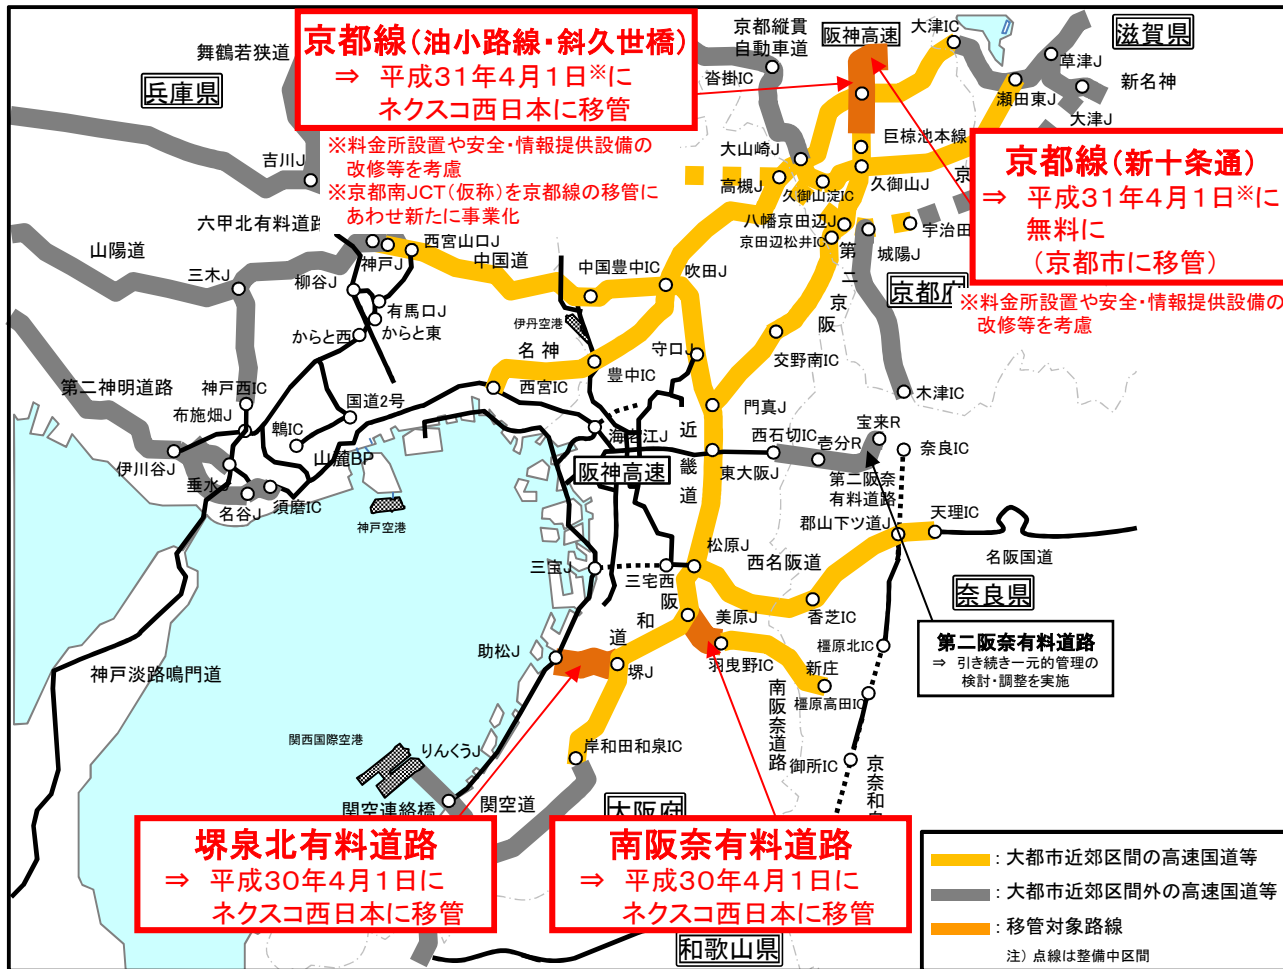 京都線(油小路線・斜久世橋)
⇒ 平成31年4月1日※に
ネクスコ西日本に移管
※料金所設置や安全・情報提供設備の
改修等を考慮
※京都南JCT(仮称)を京都線の移管に
あわせ新たに事業化
京都縦貫
自動車道
阪神高速
大津IC
滋賀県
舞鶴若狭道
兵庫県
沓掛IC
草津J
新名神
瀬田東J
大津J
巨椋池本線
大山崎J
高槻J
久御山淀IC
久御山J
京
京都線(新十条通)
⇒ 平成31年4月1日※に
無料に
(京都市に移管)
※料金所設置や安全・情報提供設備の
改修等を考慮
吉川J
六甲北有料道路
山陽道
三木J
神戸J
西宮山口J
中国道
中国豊中IC
吹田J
八幡京田辺J
京田辺松井IC
第二京阪
城陽J
宇治田
京都府
柳谷J
有馬口J
からと西
からと東
伊丹空港
名神
守口J
交野南IC
第二神明道路
神戸西IC
布施畑J
国道2号
西宮IC
豊中IC
門真J
木津IC
鵯IC
山麓BP
海老江J
近畿道
西石切IC
宝来R
壱分R
奈良IC
伊川谷J
垂水J
名谷J
須磨IC
神戸空港
阪神高速
東大阪J
第二阪奈
有料道路
郡山下ツ道J
天理IC
名阪国道
松原J
西名阪道
三宝J
三宅西
奈良県
香芝IC
阪和道
美原J
羽曳野IC
橿原北IC
第二阪奈有料道路
⇒ 引き続き一元的管理の
検討・調整を実施
神戸淡路鳴門道
助松J
堺J
新庄
橿原高田IC
南阪奈道路
関西国際空港
りんくうJ
岸和田和泉IC
御所IC
京奈和自
関空連絡橋
関空道
大阪府
堺泉北有料道路
⇒ 平成30年4月1日に
ネクスコ西日本に移管
南阪奈有料道路
⇒ 平成30年4月1日に
ネクスコ西日本に移管
和歌山県
:大都市近郊区間の高速国道等
:大都市近郊区間外の高速国道等
:移管対象路線
注)点線は整備中区間